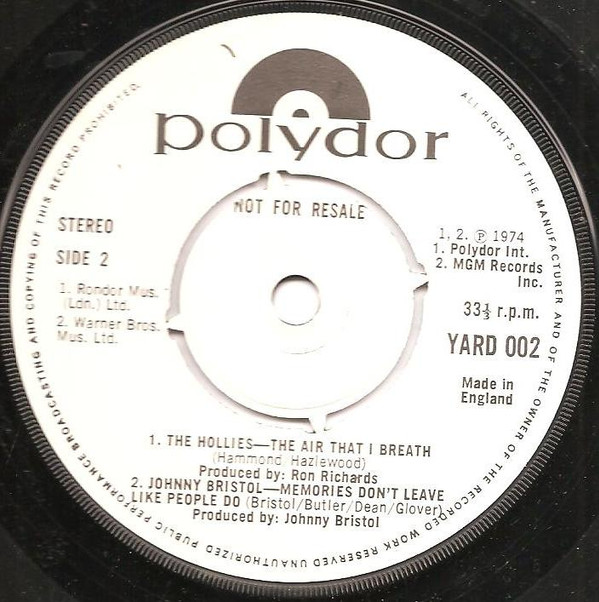 polydor
NOT FOR RESALE
STEREO
SIDE 2
1. Rondor Mus.
(Ldn.) Ltd.
2. Warner Bros.
Mus. Ltd.
1. 2. Ⓟ 1974
1. Polydor Int.
2. MGM Records
Inc.
33⅓ r.p.m.
YARD 002
Made in
England
1. THE HOLLIES—THE AIR THAT I BREATH
(Hammond/Hazlewood)
Produced by: Ron Richards
2. JOHNNY BRISTOL—MEMORIES DON'T LEAVE
LIKE PEOPLE DO (Bristol/Butler/Dean/Glover)
Produced by: Johnny Bristol
ALL RIGHTS OF THE MANUFACTURER AND OF THE OWNER OF THE RECORDED WORK RESERVED UNAUTHORIZED PUBLIC PERFORMANCE BROADCASTING AND COPYING OF THIS RECORD PROHIBITED.